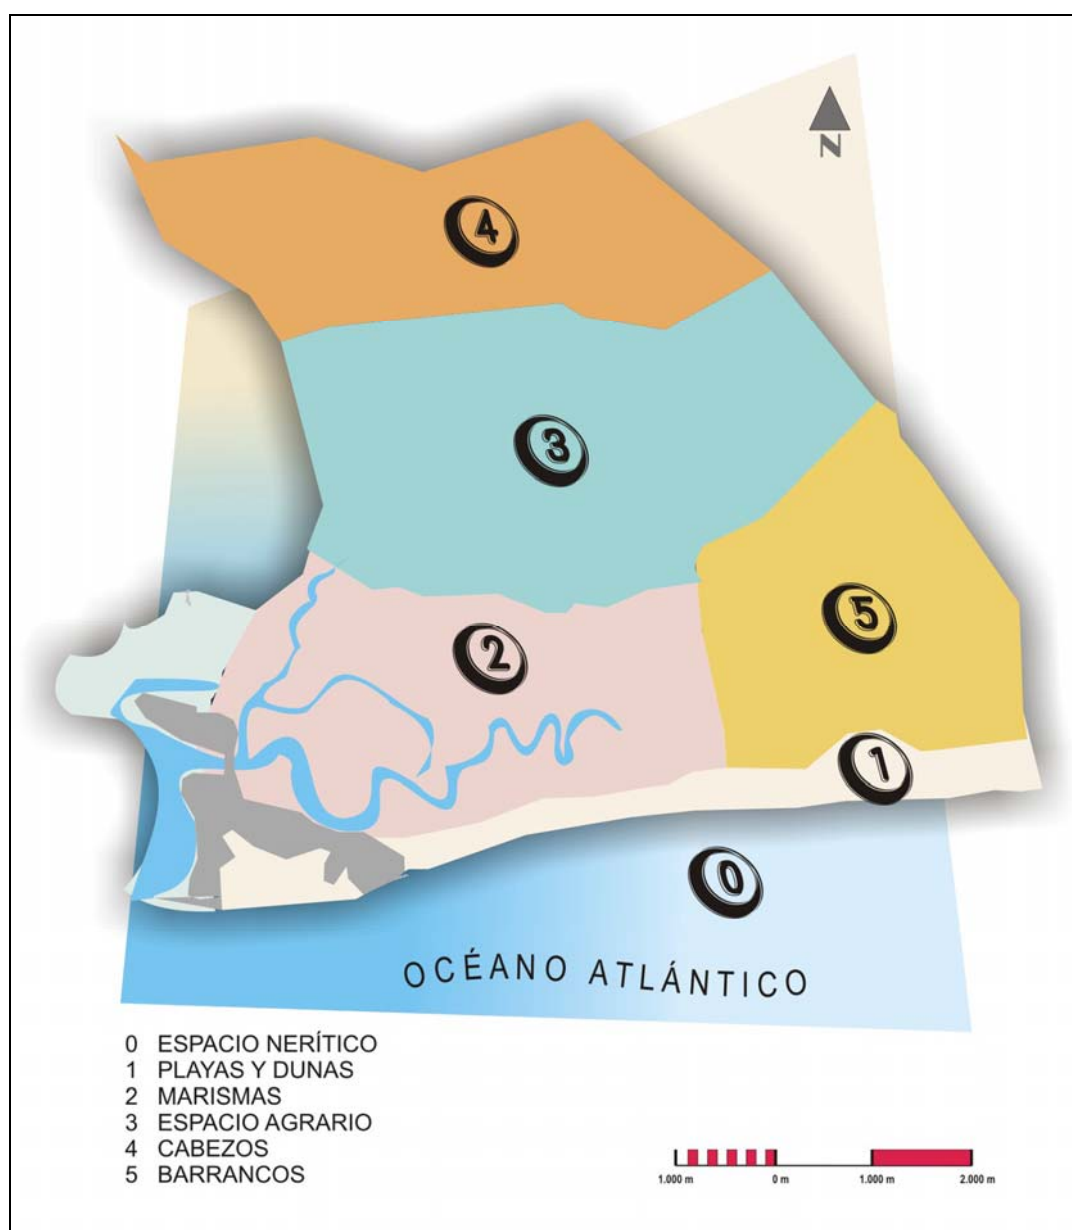 N
4
3
5
2
1
0
OCÉANO ATLÁNTICO
0 ESPACIO NERÍTICO
1 PLAYAS Y DUNAS
2 MARISMAS
3 ESPACIO AGRARIO
4 CABEZOS
5 BARRANCOS
1.000 m 0 m 1.000 m 2.000 m